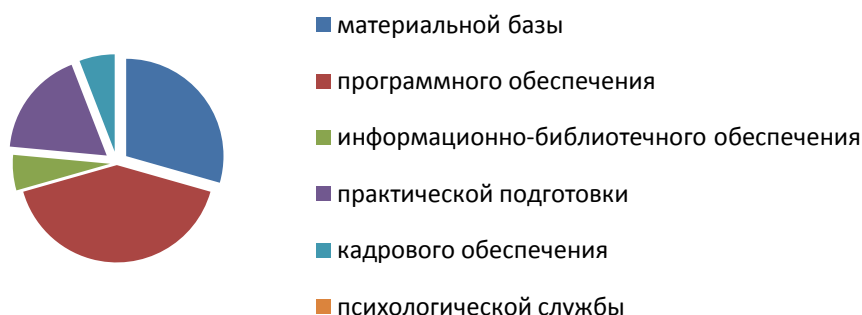 материальной базы
программного обеспечения
информационно-библиотечного обеспечения
практической подготовки
кадрового обеспечения
психологической службы